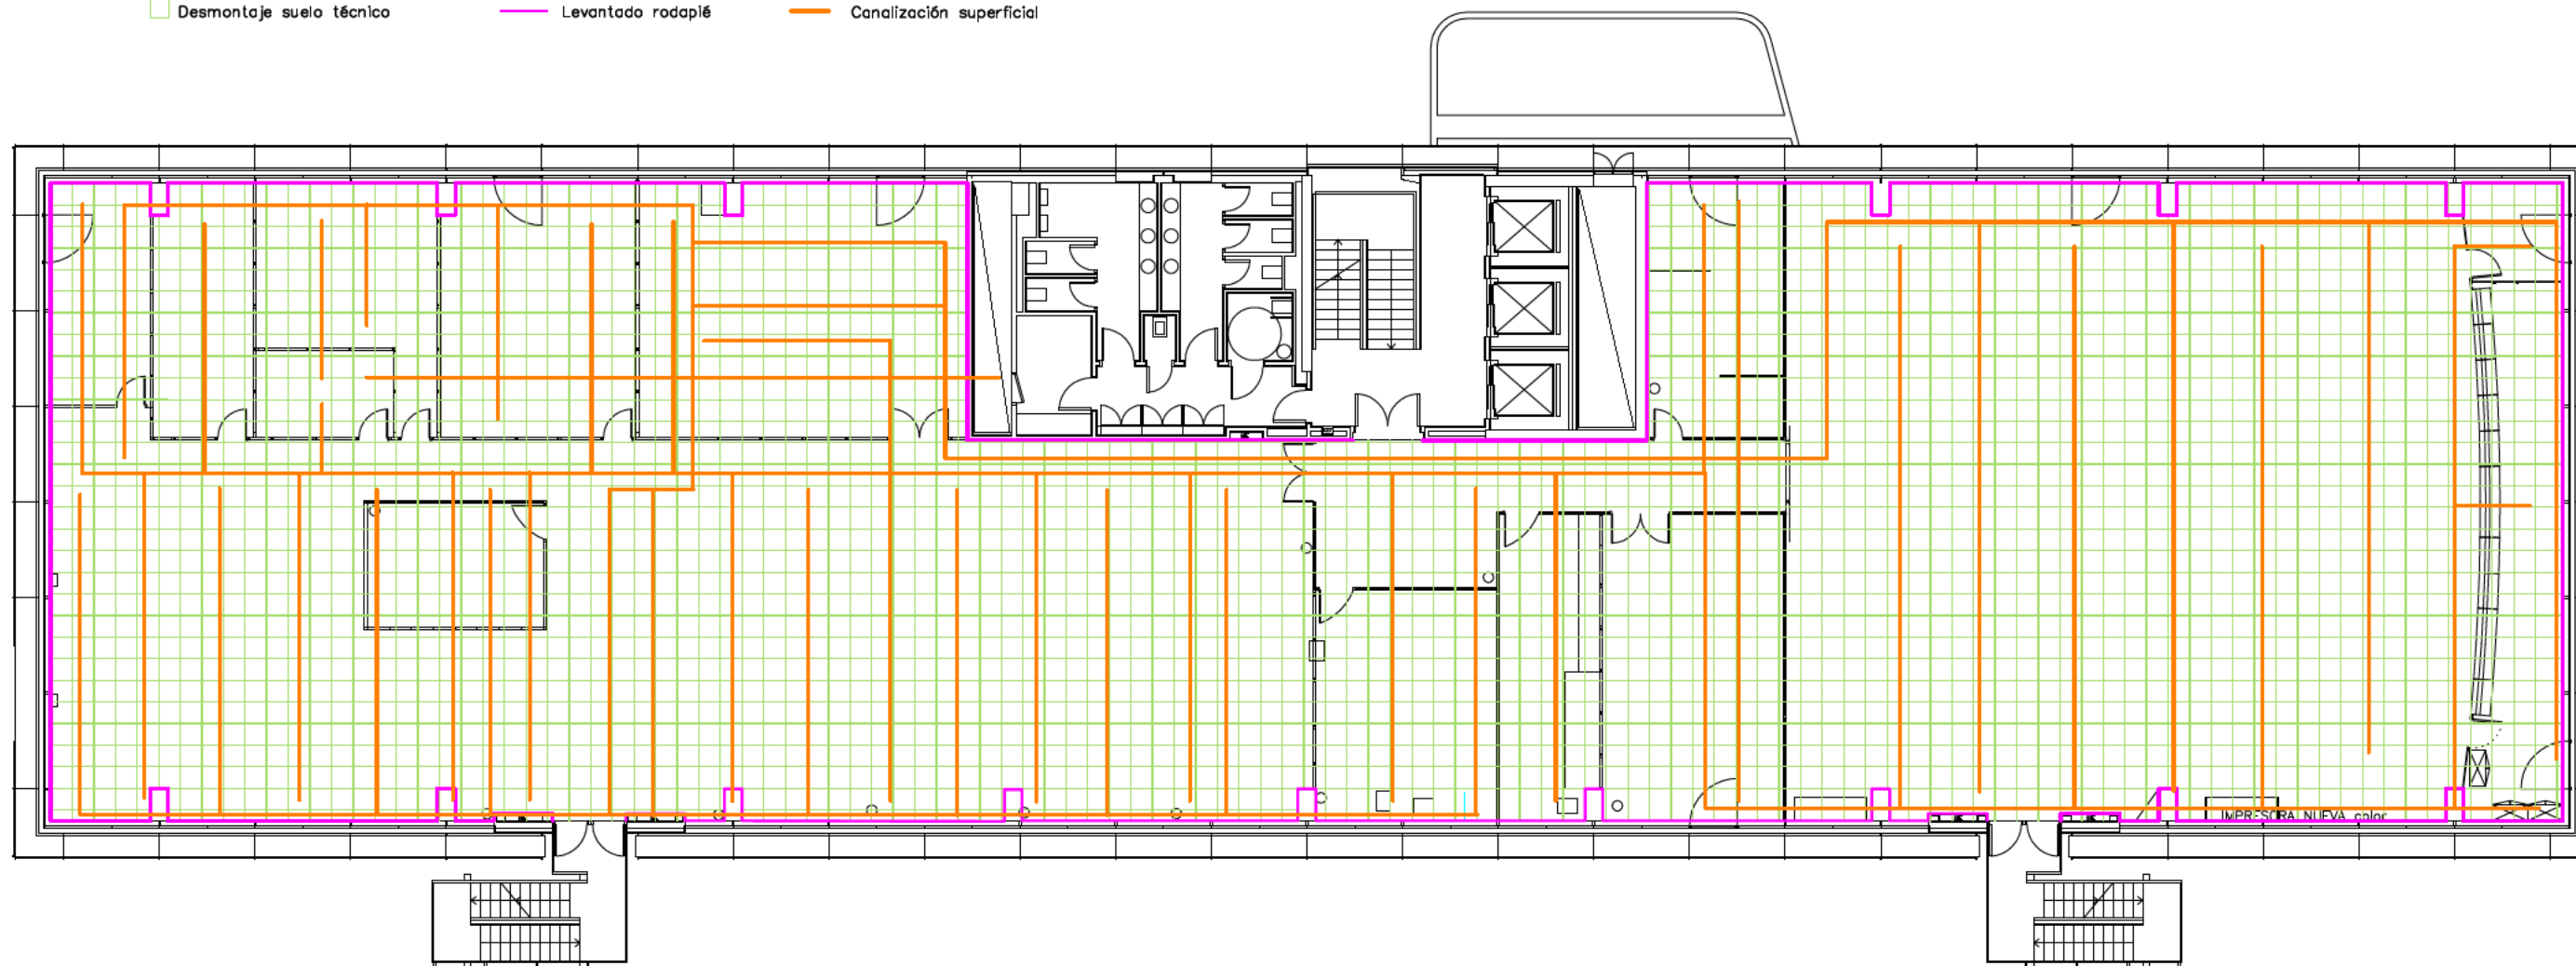 Desmontaje suelo técnico
Levantado rodapié
Canalización superficial
IMPRESORA NUEVA color